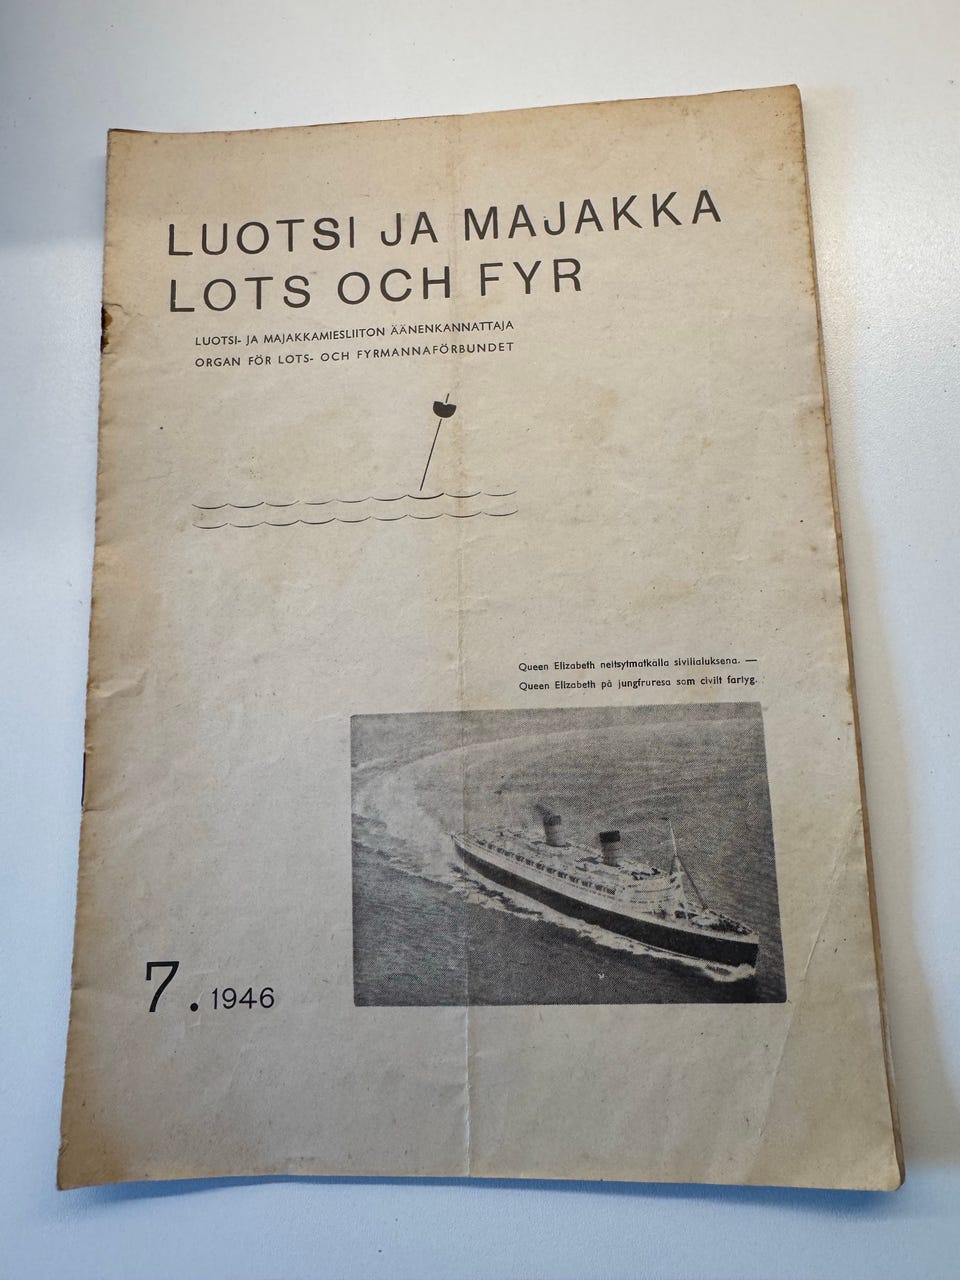 LUOTSI JA MAJAKKA
LOTS OCH FYR
LUOTSI- JA MAJAKKAMIESLIITON ÄÄNENKANNATTAJA
ORGAN FÖR LOTS- OCH FYRMANNAFÖRBUNDET
Queen Elizabeth neitsytmatkalla siviilialuksena. —
Queen Elizabeth på jungfruresa som civilt fartyg.
7. 1946